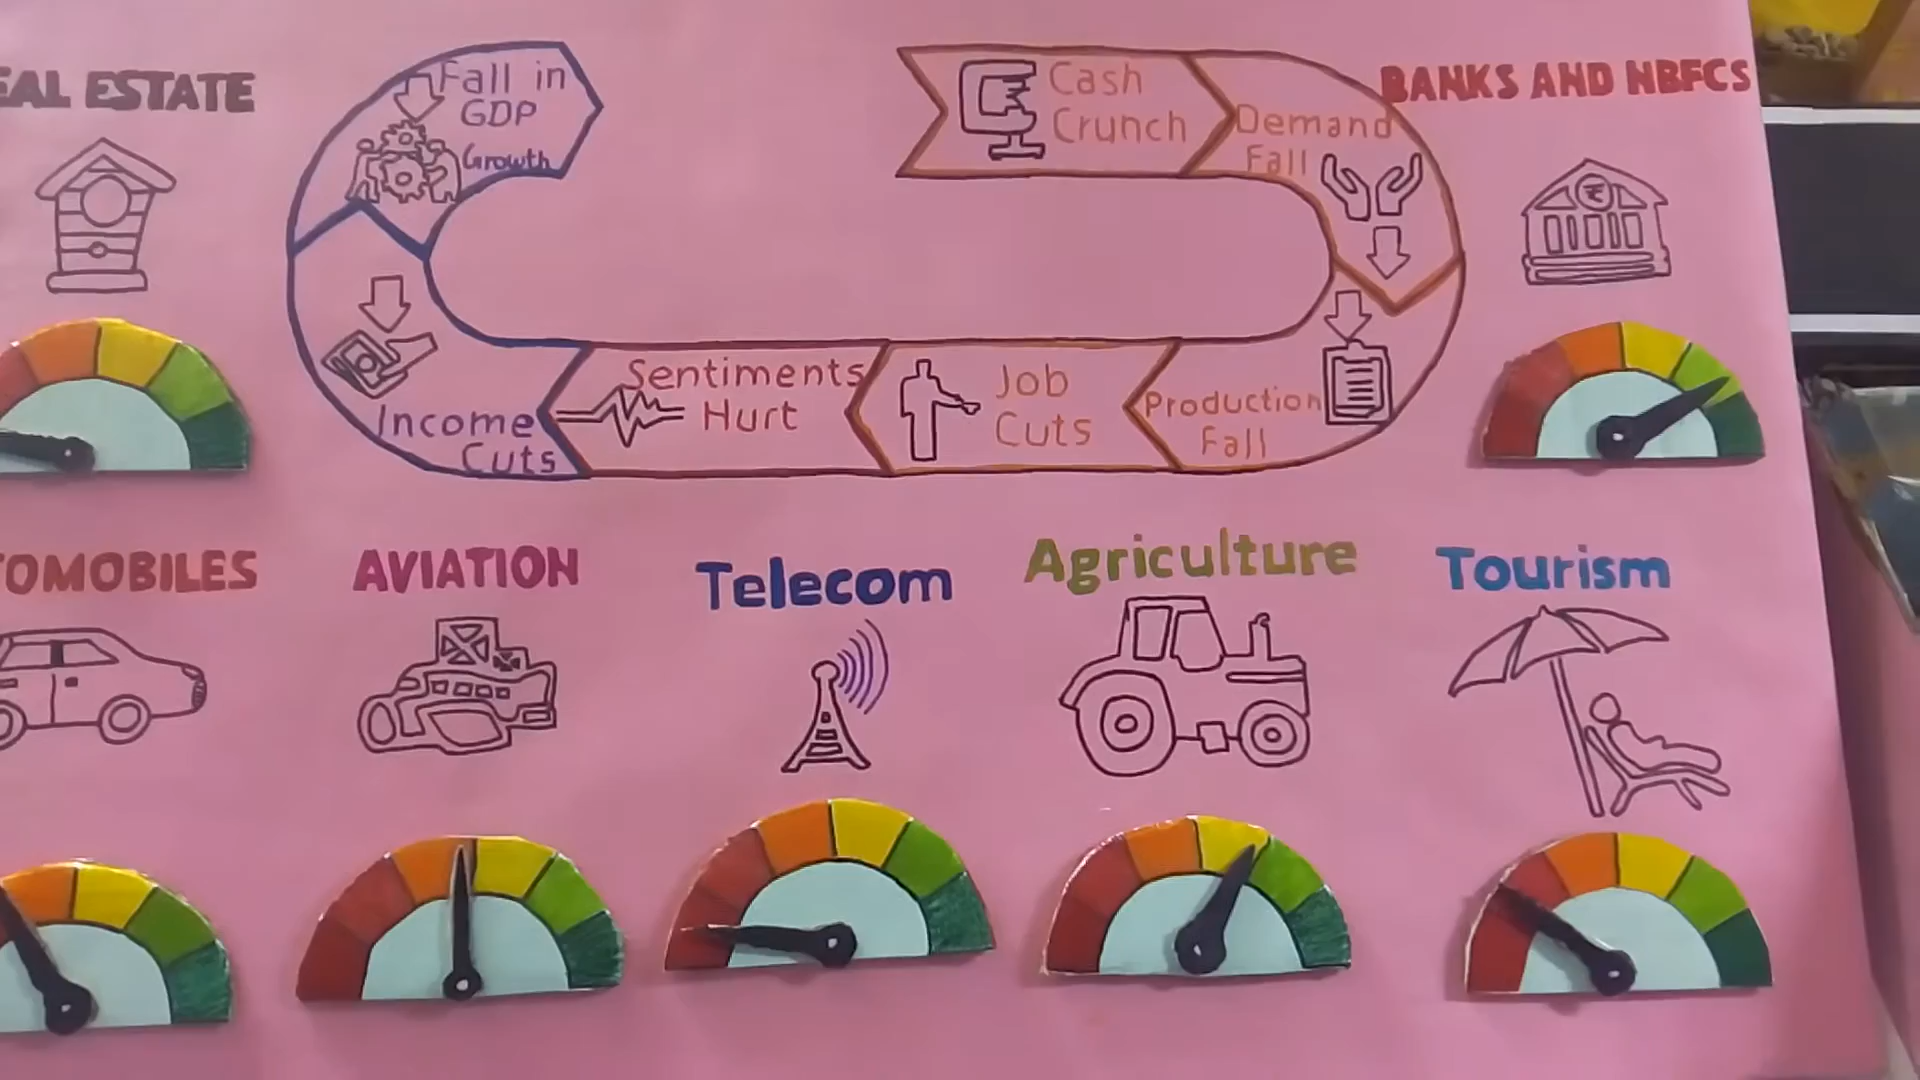 EAL ESTATE
Fall in
GDP
Growth
Cash
Crunch
Demand
Fall
BANKS AND NBFCS
₹
Income
Cuts
Sentiments
Hurt
Job
Cuts
Production
Fall
TOMOBILES
AVIATION
Telecom
Agriculture
Tourism